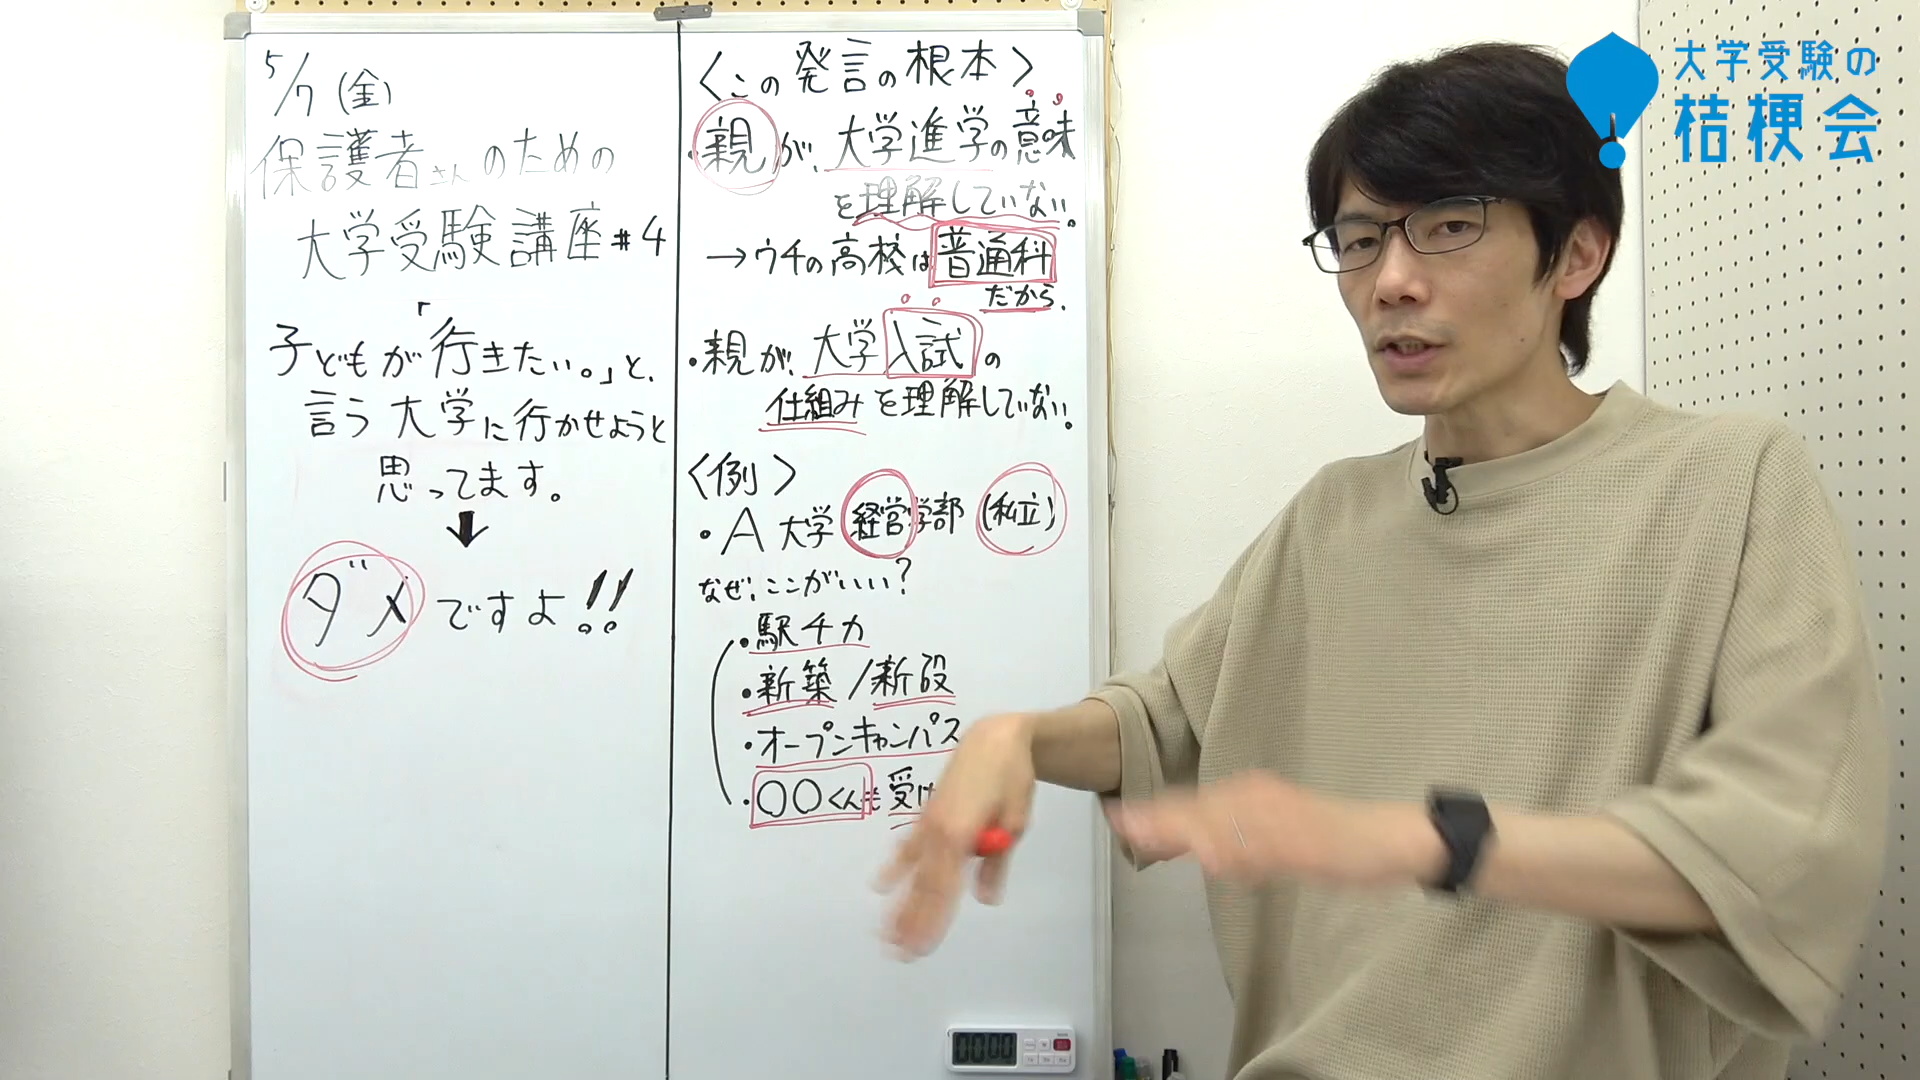 5/7(金)
保護者さんのための
大学受験講座#4
子どもが「行きたい。」と、
言う大学に行かせようと
思ってます。
ダメですよ!!
〈この発言の根本〉
・親が、大学進学の意味
を理解していない。
→ウチの高校は普通科
だから、
・親が、大学入試の
仕組みを理解していない。
〈例〉
・A大学 経営学部(私立)
なぜ、ここがいい?
・駅チカ
・新築/新設
・オープンキャンパス
・〇〇くんも受け
大学受験の
桔梗会
00:00